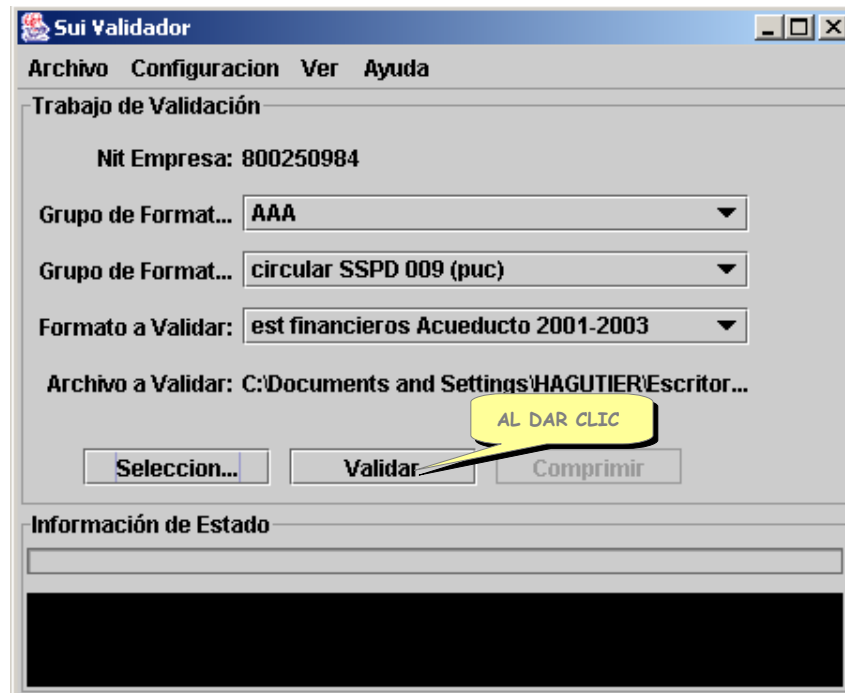 Sui Validador
Archivo Configuracion Ver Ayuda
Trabajo de Validación
Nit Empresa: 800250984
Grupo de Format... AAA
Grupo de Format... circular SSPD 009 (puc)
Formato a Validar: est financieros Acueducto 2001-2003
Archivo a Validar: C:\Documents and Settings\HAGUTIER\Escritor...
AL DAR CLIC
Seleccion... Validar Comprimir
Información de Estado